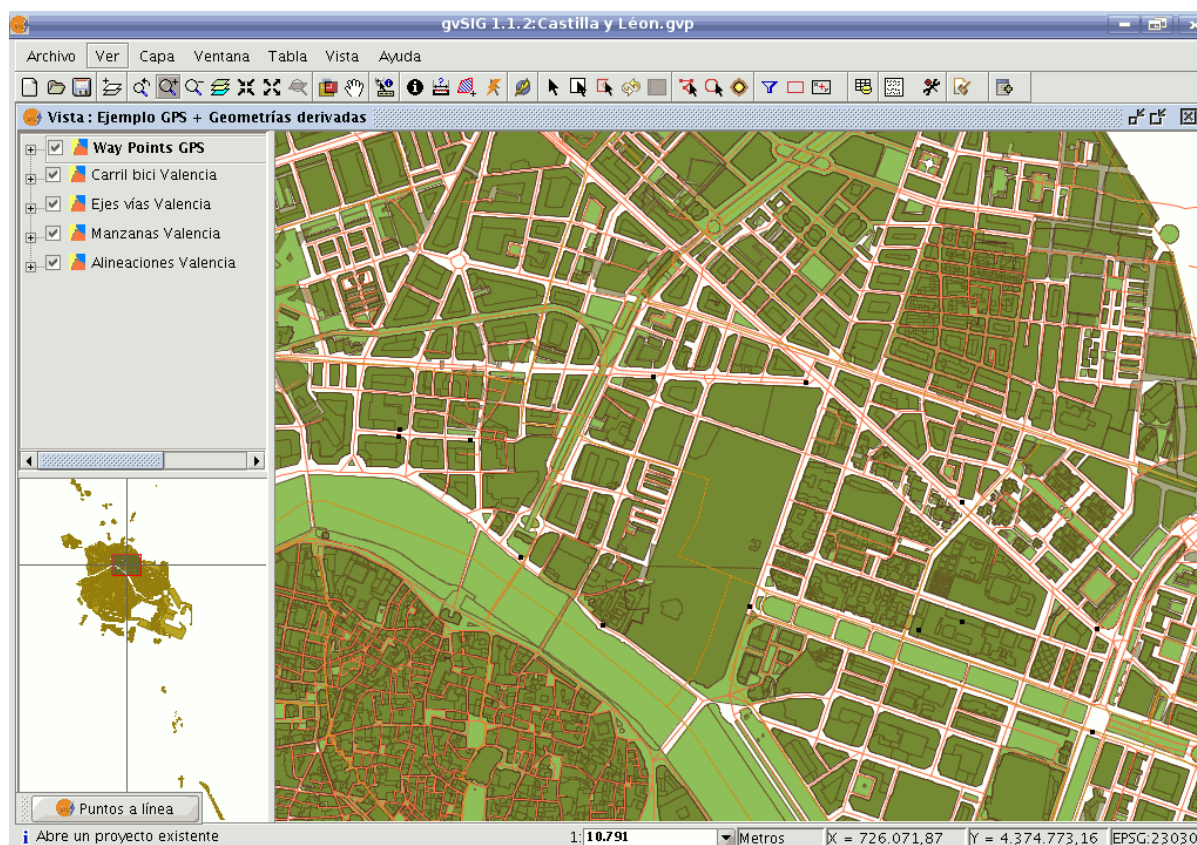 gvSIG 1.1.2:Castilla y Léon.gvp
Archivo Ver Capa Ventana Tabla Vista Ayuda
Vista : Ejemplo GPS + Geometrías derivadas
Way Points GPS
Carril bici Valencia
Ejes vías Valencia
Manzanas Valencia
Alineaciones Valencia
Puntos a línea
Abre un proyecto existente 1: 10.791 Metros X = 726.071,87 Y = 4.374.773,16 EPSG:23030